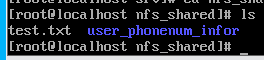 [root@localhost nfs_shared]# ls
test.txt  user_phonenum_infor
[root@localhost nfs_shared]#